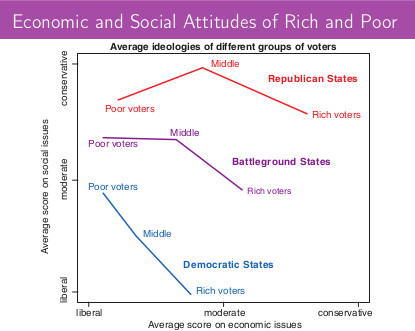 Economic and Social Attitudes of Rich and Poor
Average ideologies of different groups of voters
Average score on social issues
conservative
moderate
liberal
Middle
Republican States
Poor voters
Rich voters
Middle
Poor voters
Battleground States
Poor voters
Rich voters
Middle
Democratic States
Rich voters
liberal
moderate
conservative
Average score on economic issues